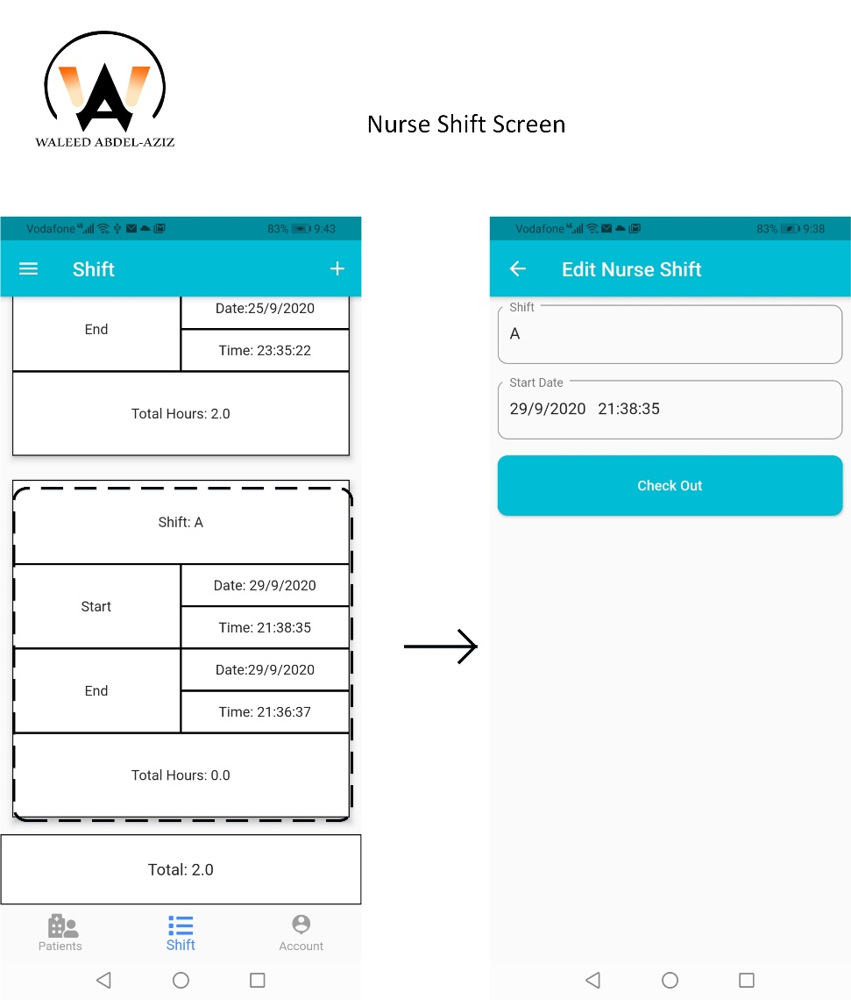 WALEED ABDEL-AZIZ
Nurse Shift Screen
Vodafone 83% 9:43
Shift +
End
Date:25/9/2020
Time: 23:35:22
Total Hours: 2.0
Shift: A
Start
Date: 29/9/2020
Time: 21:38:35
End
Date:29/9/2020
Time: 21:36:37
Total Hours: 0.0
Total: 2.0
Patients
Shift
Account
Vodafone 83% 9:38
Edit Nurse Shift
Shift
A
Start Date
29/9/2020 21:38:35
Check Out